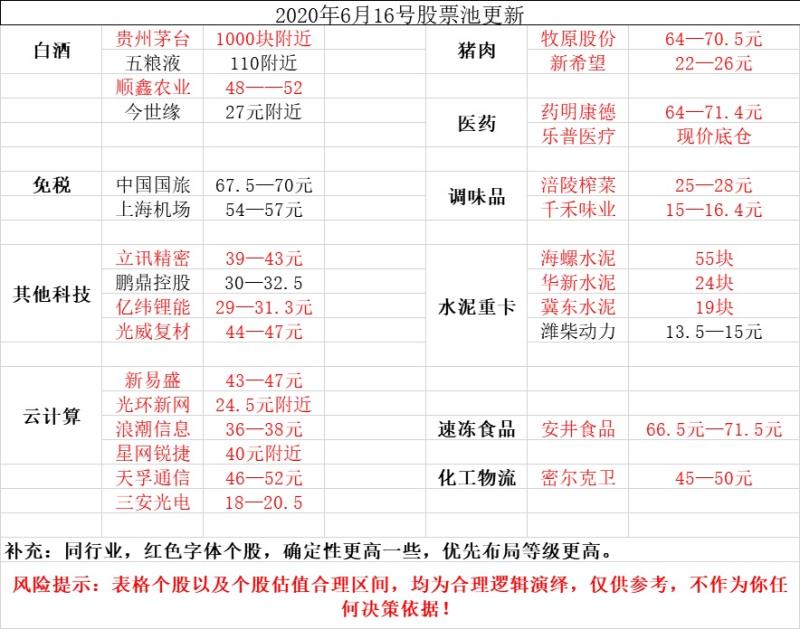 2020年6月16号股票池更新
白酒
贵州茅台 1000块附近
五粮液 110附近
顺鑫农业 48——52
今世缘 27元附近
免税
中国国旅 67.5—70元
上海机场 54—57元
其他科技
立讯精密 39—43元
鹏鼎控股 30—32.5
亿纬锂能 29—31.3元
光威复材 44—47元
云计算
新易盛 43—47元
光环新网 24.5元附近
浪潮信息 36—38元
星网锐捷 40元附近
天孚通信 46—52元
三安光电 18—20.5
猪肉
牧原股份 64—70.5元
新希望 22—26元
医药
药明康德 64—71.4元
乐普医疗 现价底仓
调味品
涪陵榨菜 25—28元
千禾味业 15—16.4元
水泥重卡
海螺水泥 55块
华新水泥 24块
冀东水泥 19块
潍柴动力 13.5—15元
速冻食品 安井食品 66.5元—71.5元
化工物流 密尔克卫 45—50元
补充：同行业，红色字体个股，确定性更高一些，优先布局等级更高。
风险提示：表格个股以及个股估值合理区间，均为合理逻辑演绎，仅供参考，不作为你任
何决策依据！